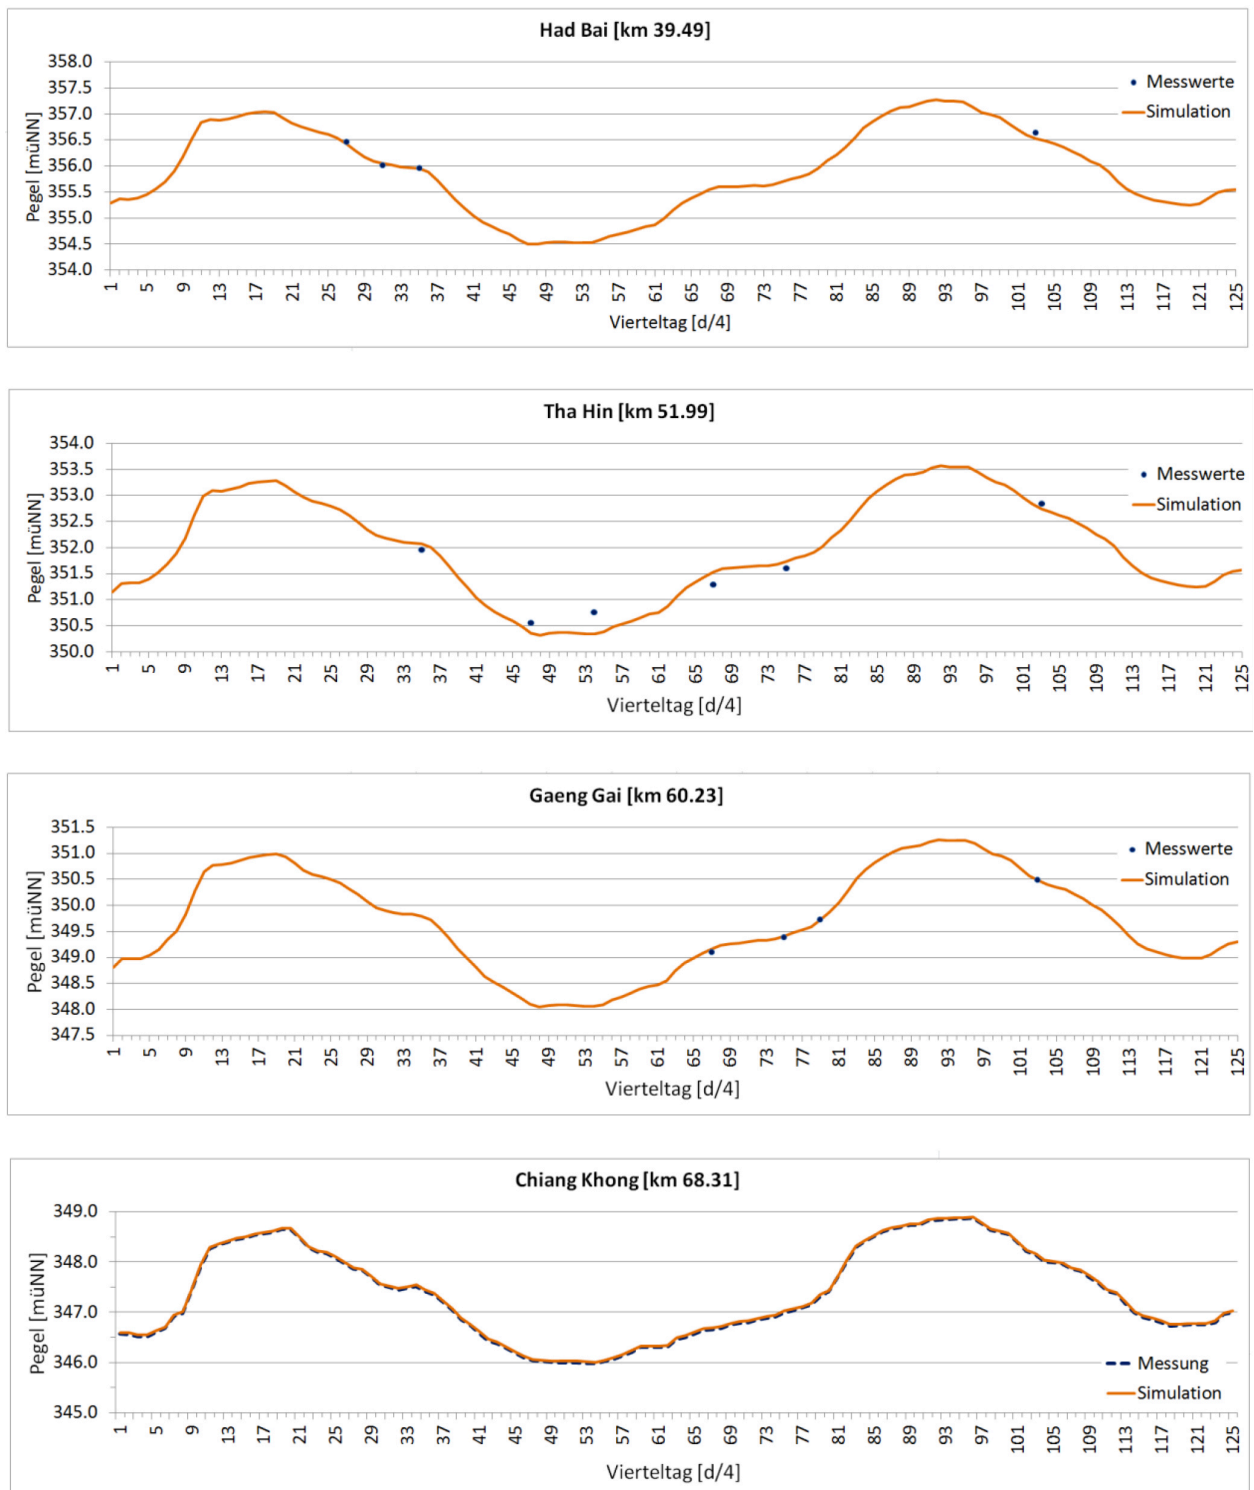 Had Bai [km 39.49]
358.0
357.5
357.0
356.5
356.0
355.5
355.0
354.5
354.0
Pegel [müNN]
Messwerte
Simulation
1 5 9 13 17 21 25 29 33 37 41 45 49 53 57 61 65 69 73 77 81 85 89 93 97 101 105 109 113 117 121 125
Vierteltag [d/4]
Tha Hin [km 51.99]
354.0
353.5
353.0
352.5
352.0
351.5
351.0
350.5
350.0
Pegel [müNN]
Messwerte
Simulation
1 5 9 13 17 21 25 29 33 37 41 45 49 53 57 61 65 69 73 77 81 85 89 93 97 101 105 109 113 117 121 125
Vierteltag [d/4]
Gaeng Gai [km 60.23]
351.5
351.0
350.5
350.0
349.5
349.0
348.5
348.0
347.5
Pegel [müNN]
Messwerte
Simulation
1 5 9 13 17 21 25 29 33 37 41 45 49 53 57 61 65 69 73 77 81 85 89 93 97 101 105 109 113 117 121 125
Vierteltag [d/4]
Chiang Khong [km 68.31]
349.0
348.0
347.0
346.0
345.0
Pegel [müNN]
Messung
Simulation
1 5 9 13 17 21 25 29 33 37 41 45 49 53 57 61 65 69 73 77 81 85 89 93 97 101 105 109 113 117 121 125
Vierteltag [d/4]